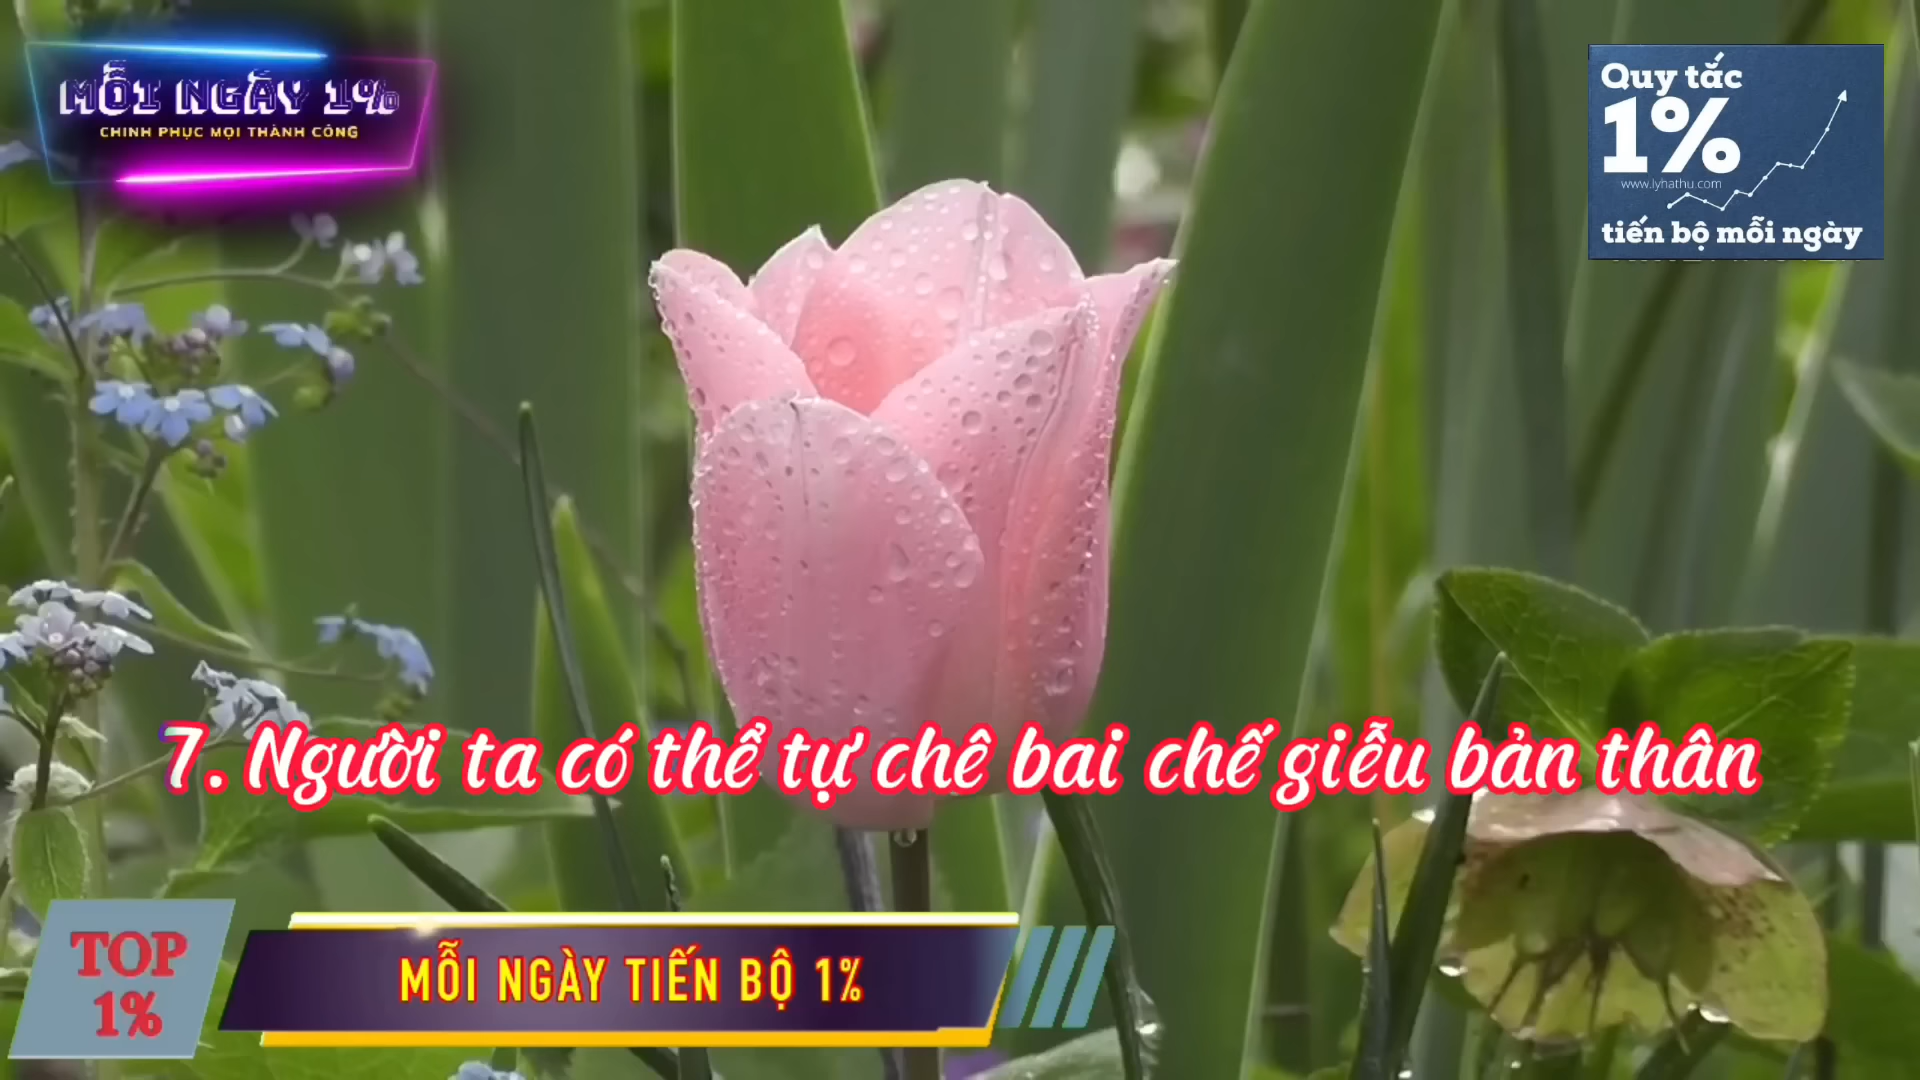 MỖI NGÀY 1%
CHINH PHỤC MỌI THÀNH CÔNG
Quy tắc
1%
www.lyhathu.com
tiến bộ mỗi ngày
7. Người ta có thể tự chê bai chế giễu bản thân
TOP
1%
MỖI NGÀY TIẾN BỘ 1%